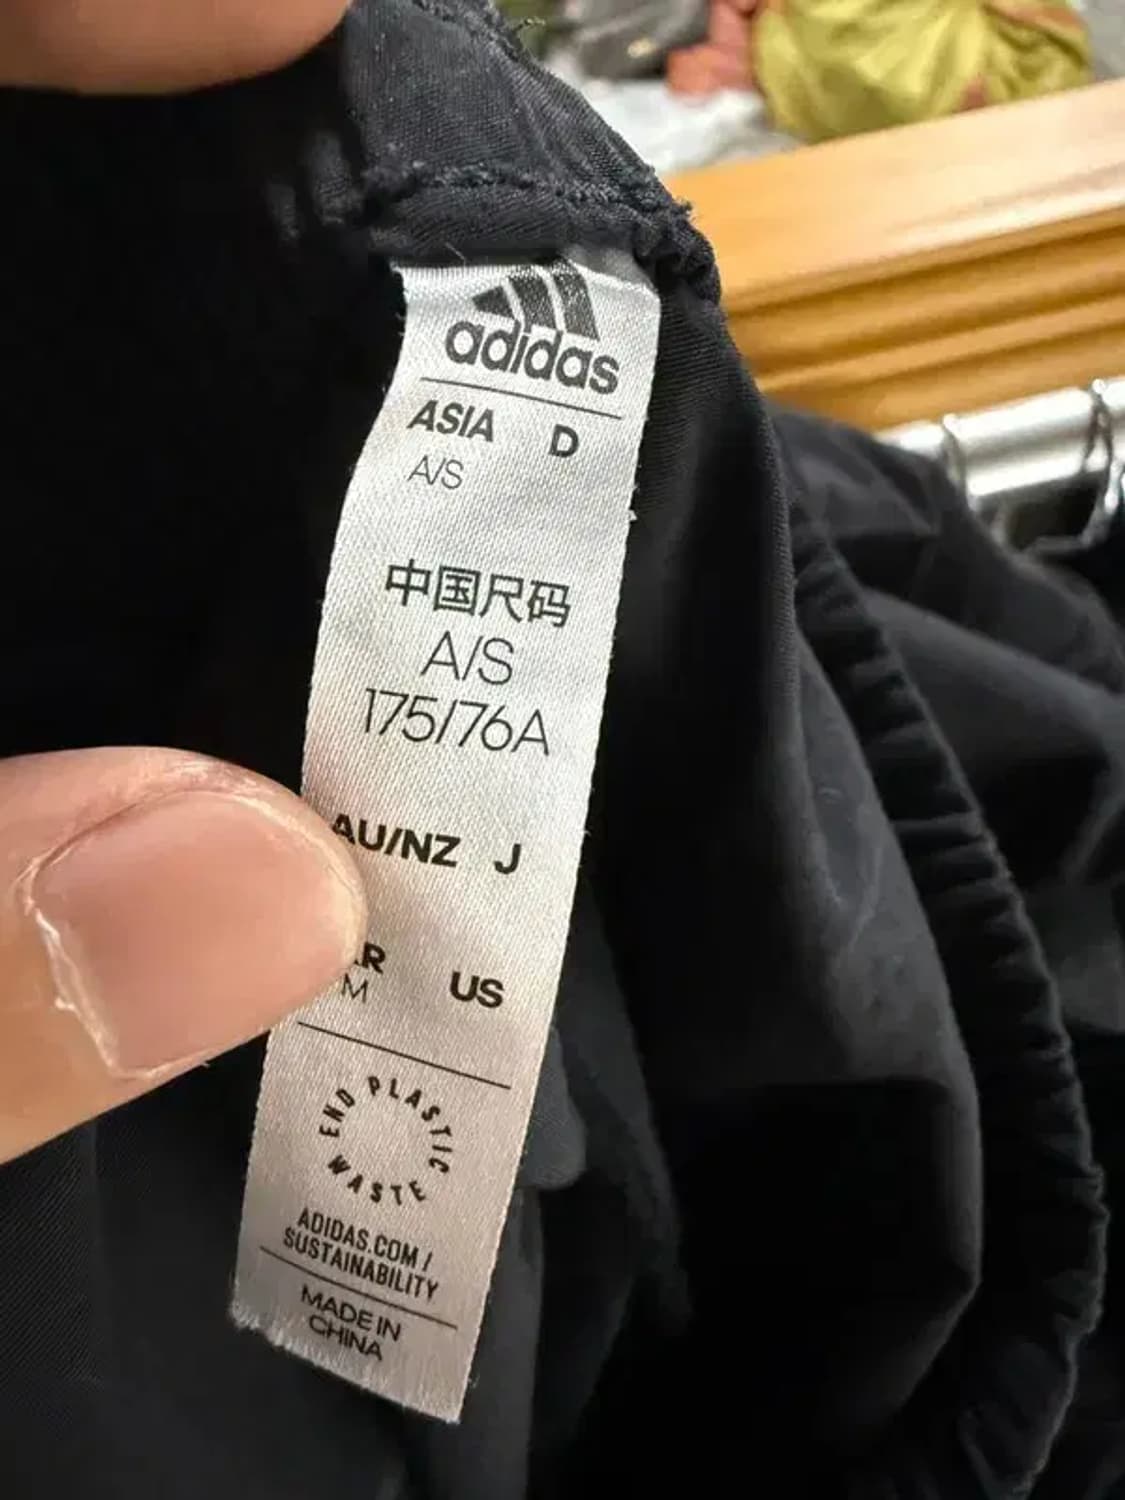 adidas
ASIA D
A/S
中国尺码
A/S
175/76A
AU/NZ J
US
M
END PLASTIC WASTE
ADIDAS.COM /
SUSTAINABILITY
MADE IN
CHINA